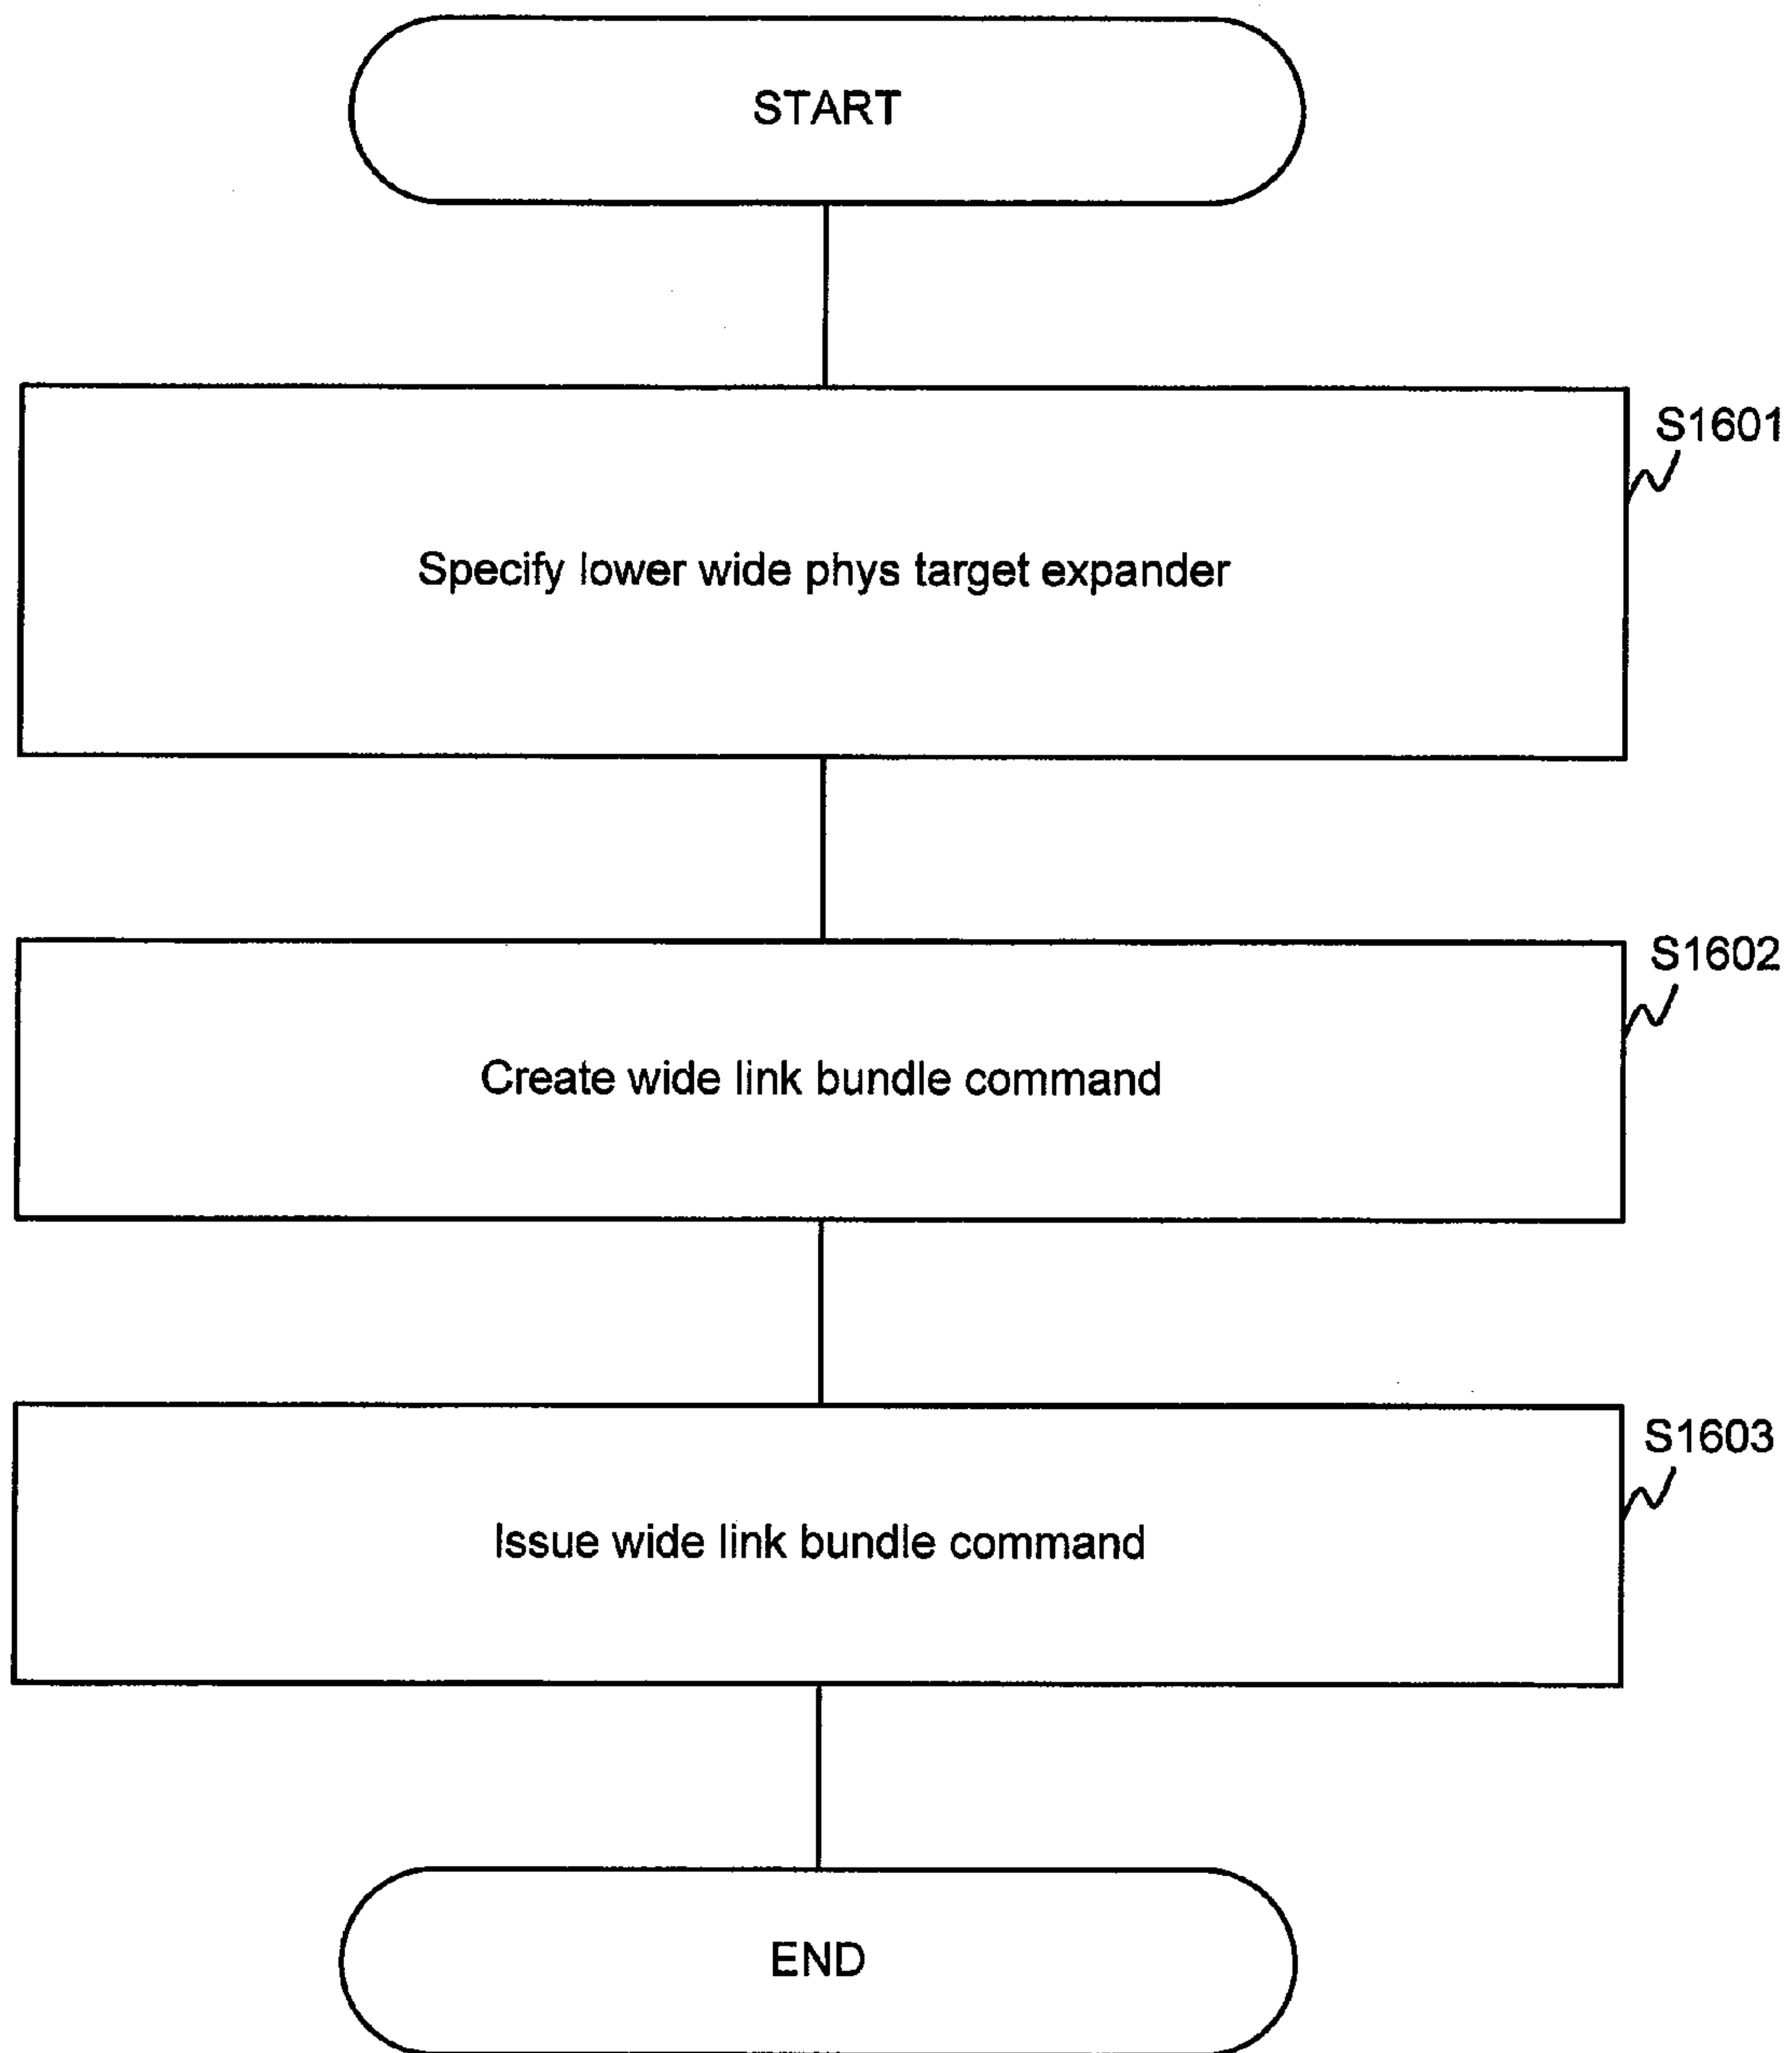 START
S1601
Specify lower wide phys target expander
S1602
Create wide link bundle command
S1603
Issue wide link bundle command
END